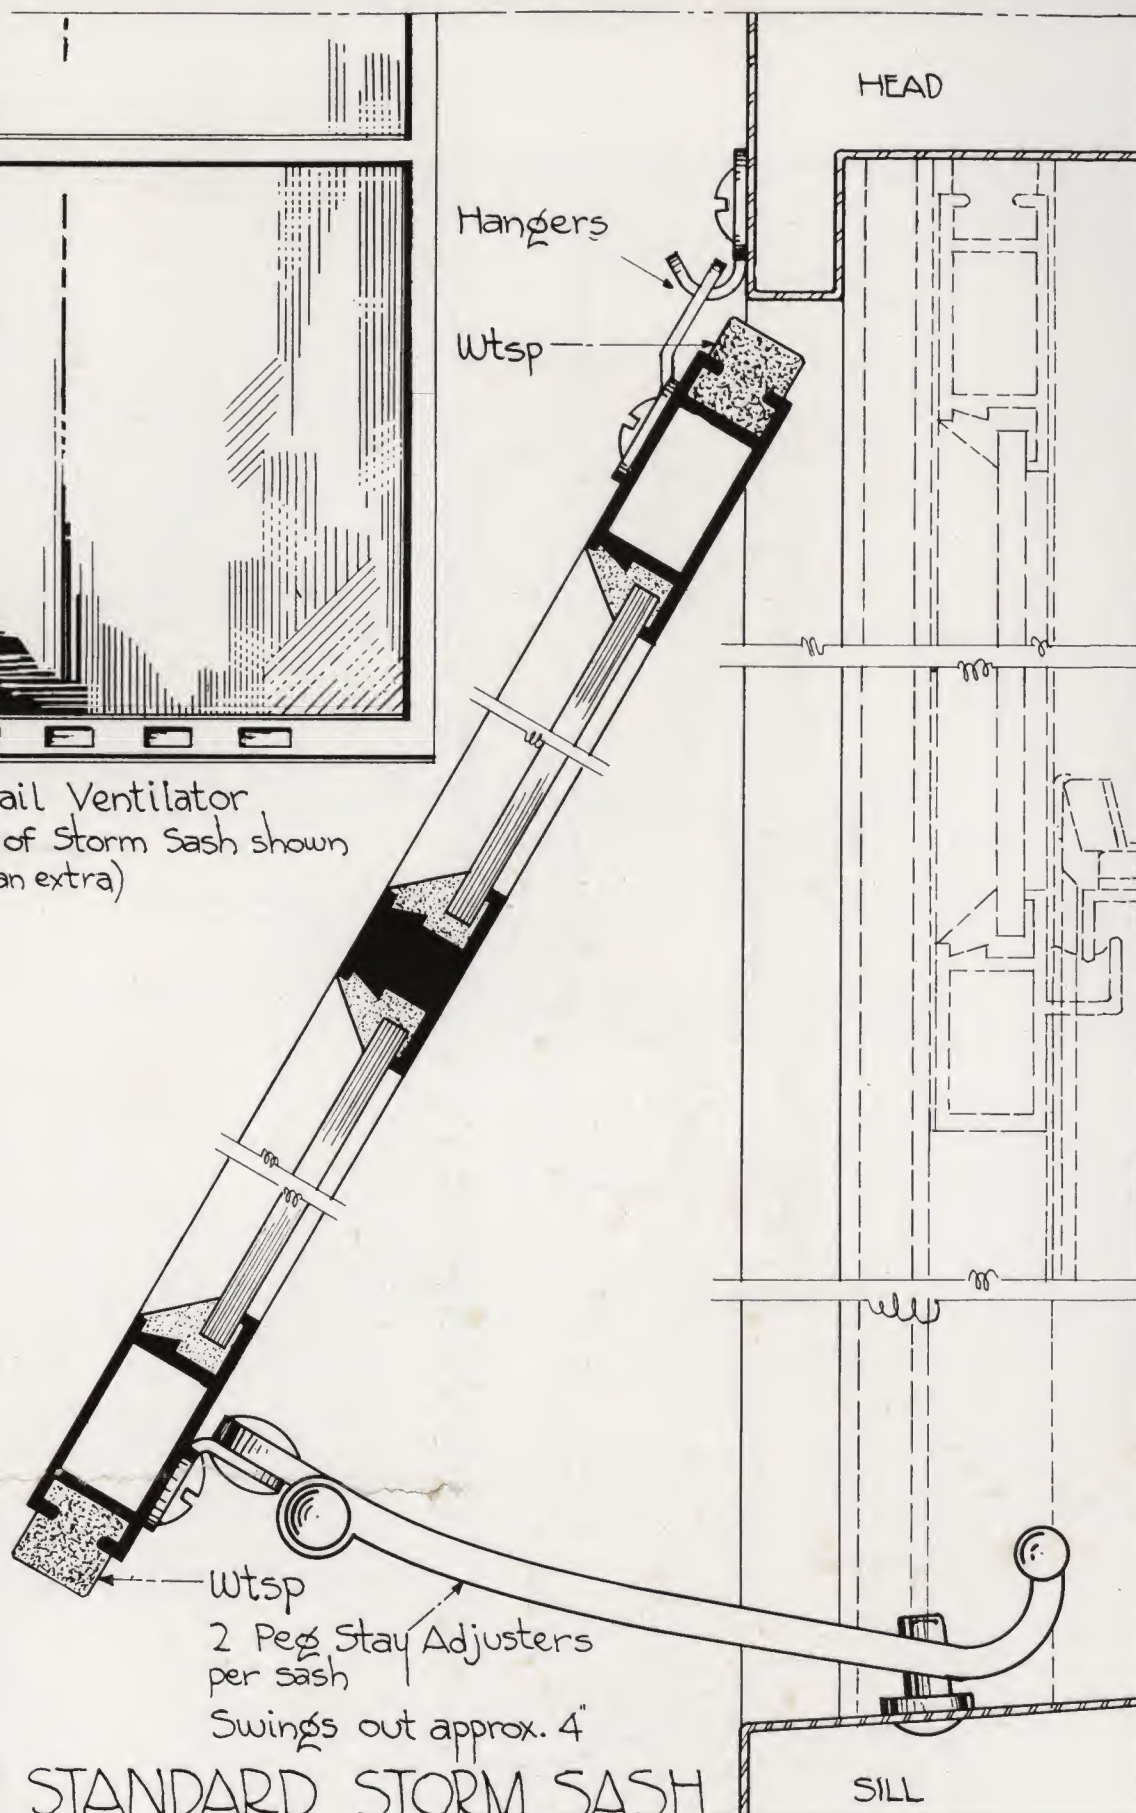 HEAD
Hangers
Wtsp
ail Ventilator
of Storm Sash shown
an extra)
Wtsp
2 Peg Stay Adjusters
per sash
Swings out approx. 4"
STANDARD STORM SASH
SILL